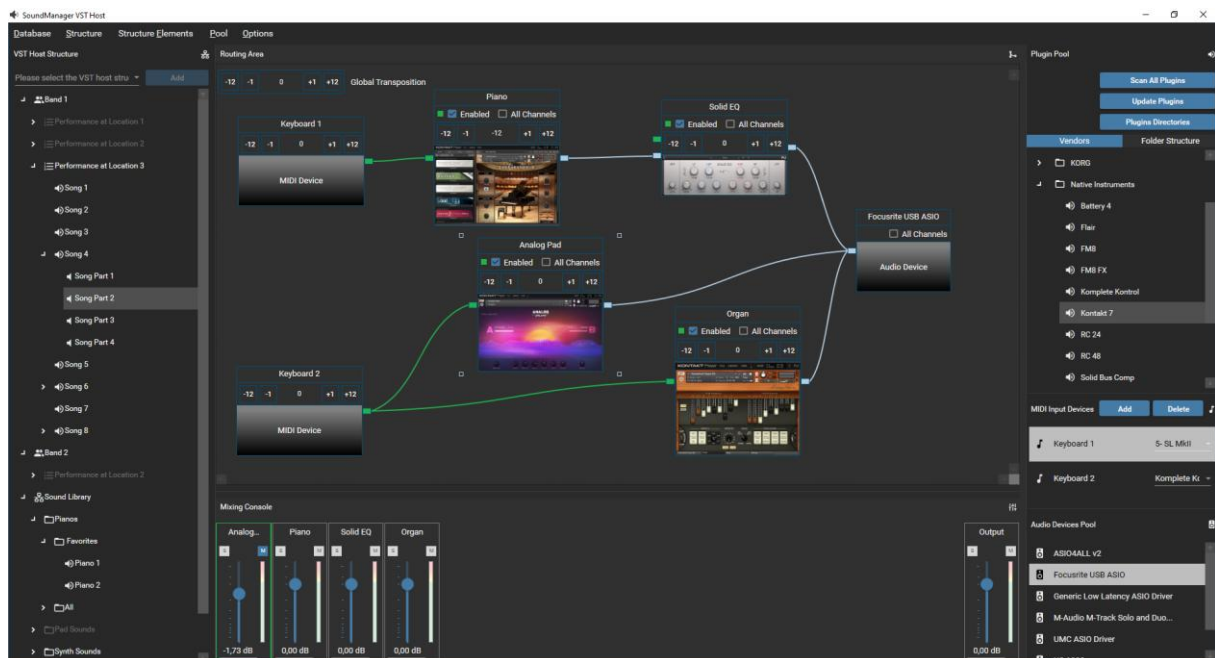 SoundManager VST Host
Database Structure Structure Elements Pool Options
VST Host Structure
Please select the VST host stru
Add
Band 1
Performance at Location 1
Performance at Location 2
Performance at Location 3
Song 1
Song 2
Song 3
Song 4
Song Part 1
Song Part 2
Song Part 3
Song Part 4
Song 5
Song 6
Song 7
Song 8
Band 2
Performance at Location 2
Sound Library
Pianos
Favorites
Piano 1
Piano 2
All
Pad Sounds
Synth Sounds
Routing Area
-12 -1 0 +1 +12 Global Transposition
Keyboard 1
-12 -1 0 +1 +12
MIDI Device
Piano
Enabled All Channels
-12 -1 -12 +1 +12
Solid EQ
Enabled All Channels
-12 -1 0 +1 +12
Analog Pad
Enabled All Channels
-12 -1 0 +1 +12
ANALOG
Focusrite USB ASIO
All Channels
Audio Device
Keyboard 2
-12 -1 0 +1 +12
MIDI Device
Organ
Enabled All Channels
-12 -1 0 +1 +12
KONTAKT
Mixing Console
Analog... Piano Solid EQ Organ Output
S M S M S M S M S M
-1,73 dB 0,00 dB 0,00 dB 0,00 dB 0,00 dB
Plugin Pool
Scan All Plugins
Update Plugins
Plugins Directories
Vendors Folder Structure
KORG
Native Instruments
Battery 4
Flair
FM8
FM8 FX
Komplete Kontrol
Kontakt 7
RC 24
RC 48
Solid Bus Comp
MIDI Input Devices Add Delete
Keyboard 1 5- SL MkII
Keyboard 2 Komplete Kc
Audio Devices Pool
ASIO4ALL v2
Focusrite USB ASIO
Generic Low Latency ASIO Driver
M-Audio M-Track Solo and Duo...
UMC ASIO Driver